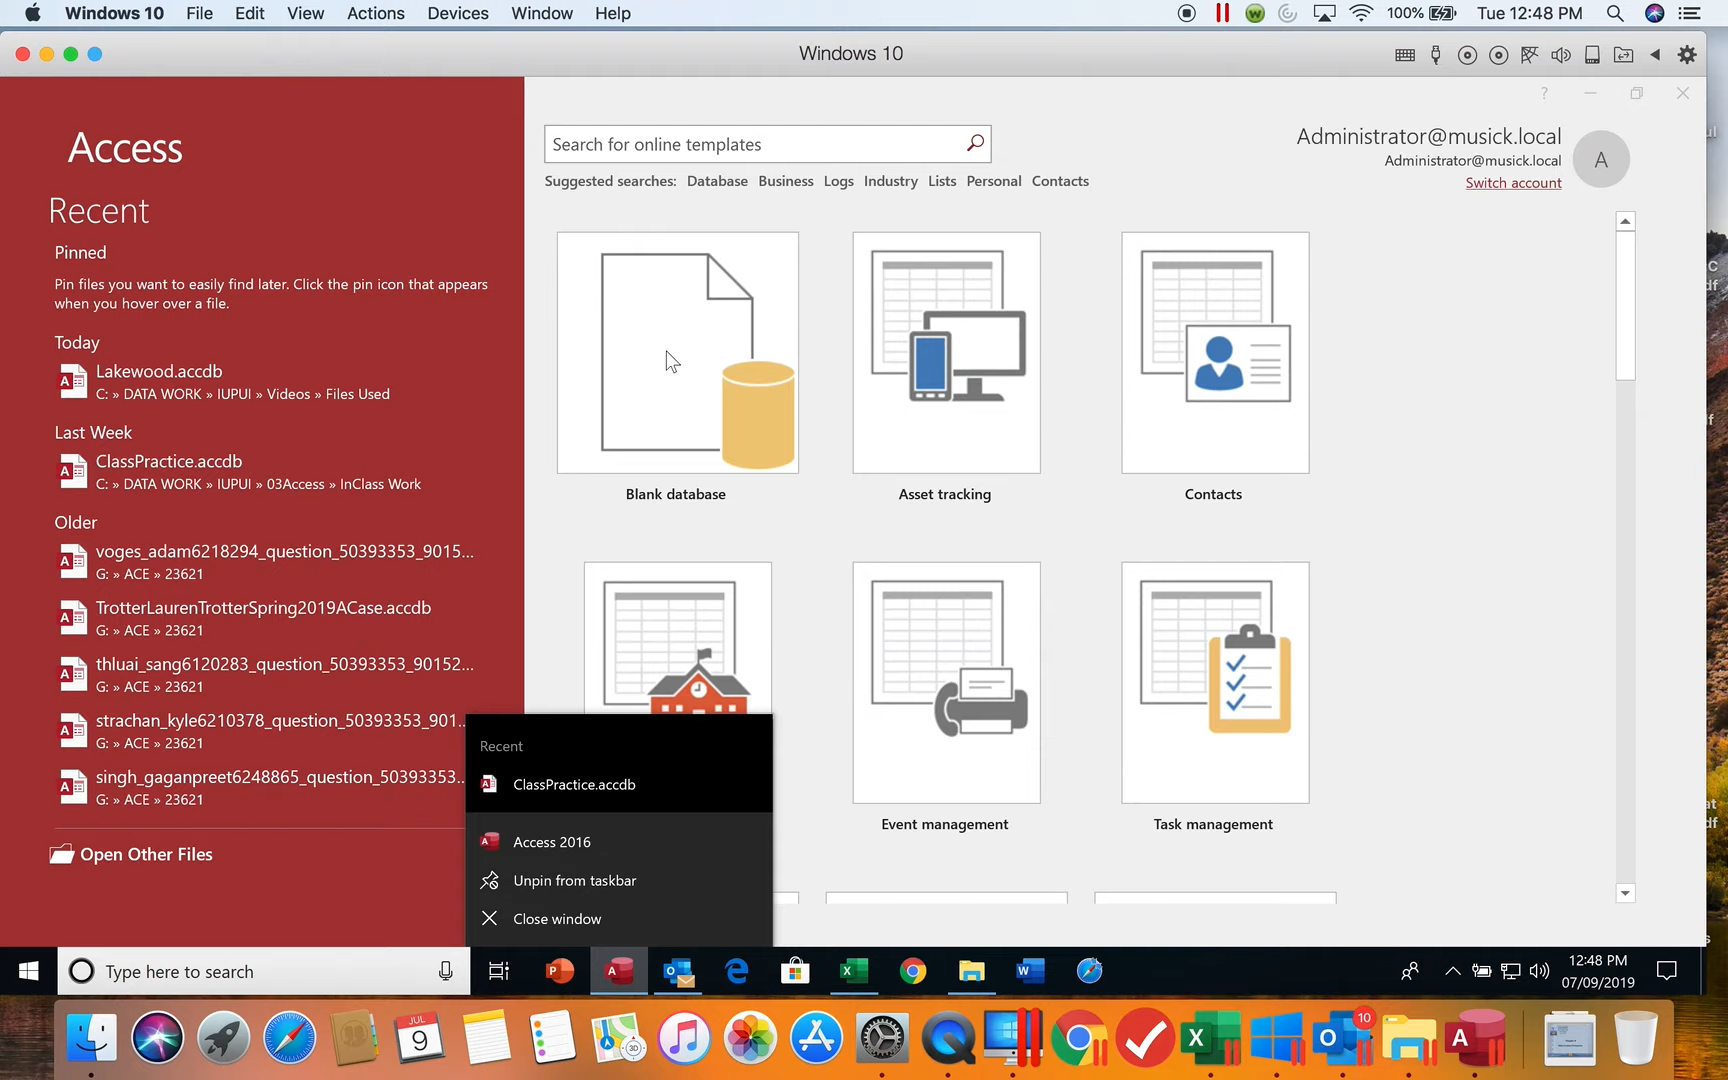 Windows 10 File Edit View Actions Devices Window Help
100% Tue 12:48 PM
Windows 10
Access
Recent
Pinned
Pin files you want to easily find later. Click the pin icon that appears
when you hover over a file.
Today
Lakewood.accdb
C: » DATA WORK » IUPUI » Videos » Files Used
Last Week
ClassPractice.accdb
C: » DATA WORK » IUPUI » 03Access » InClass Work
Older
voges_adam6218294_question_50393353_9015...
G: » ACE » 23621
TrotterLaurenTrotterSpring2019ACase.accdb
G: » ACE » 23621
thluai_sang6120283_question_50393353_90152...
G: » ACE » 23621
strachan_kyle6210378_question_50393353_901...
G: » ACE » 23621
singh_gaganpreet6248865_question_50393353...
G: » ACE » 23621
Open Other Files
Search for online templates
Suggested searches: Database Business Logs Industry Lists Personal Contacts
Administrator@musick.local
Administrator@musick.local
Switch account
A
Blank database
Asset tracking
Contacts
Event management
Task management
Recent
ClassPractice.accdb
Access 2016
Unpin from taskbar
Close window
Type here to search
12:48 PM
07/09/2019
JUL
9
3D
10